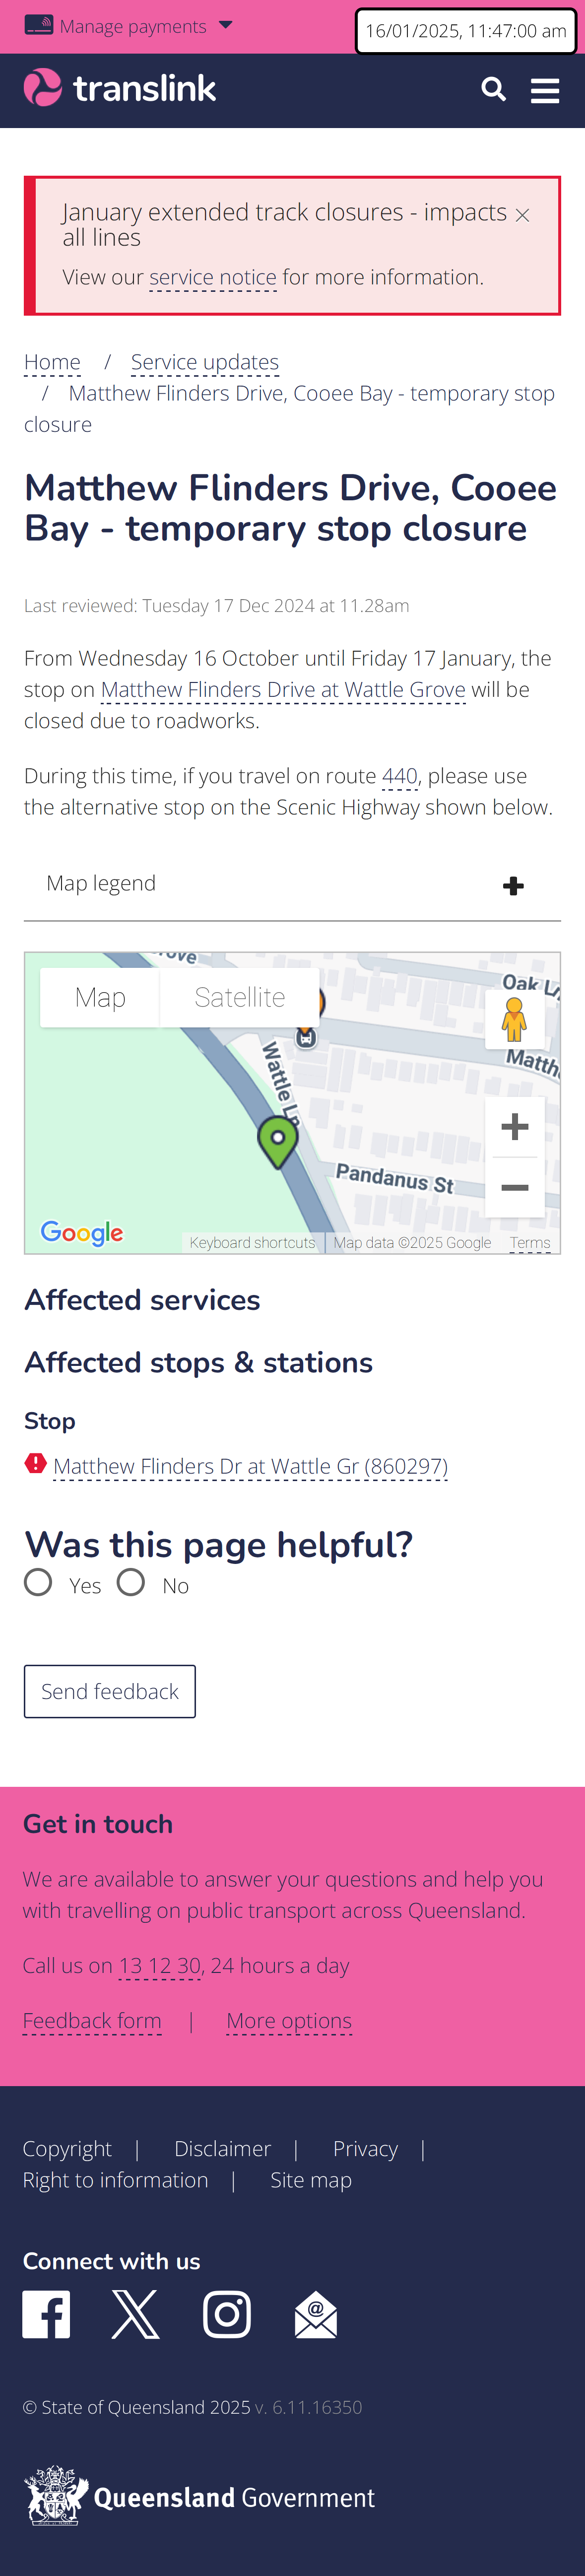 Manage payments
16/01/2025, 11:47:00 am
translink
January extended track closures - impacts
all lines
View our service notice for more information.
Home / Service updates
/ Matthew Flinders Drive, Cooee Bay - temporary stop
closure
Matthew Flinders Drive, Cooee
Bay - temporary stop closure
Last reviewed: Tuesday 17 Dec 2024 at 11.28am
From Wednesday 16 October until Friday 17 January, the
stop on Matthew Flinders Drive at Wattle Grove will be
closed due to roadworks.
During this time, if you travel on route 440, please use
the alternative stop on the Scenic Highway shown below.
Map legend
Map
Satellite
Oak Ln
Wattle Ln
Pandanus St
Google
Keyboard shortcuts
Map data ©2025 Google
Terms
Affected services
Affected stops & stations
Stop
Matthew Flinders Dr at Wattle Gr (860297)
Was this page helpful?
Yes
No
Send feedback
Get in touch
We are available to answer your questions and help you
with travelling on public transport across Queensland.
Call us on 13 12 30, 24 hours a day
Feedback form | More options
Copyright | Disclaimer | Privacy |
Right to information | Site map
Connect with us
@
© State of Queensland 2025 v. 6.11.16350
Queensland Government